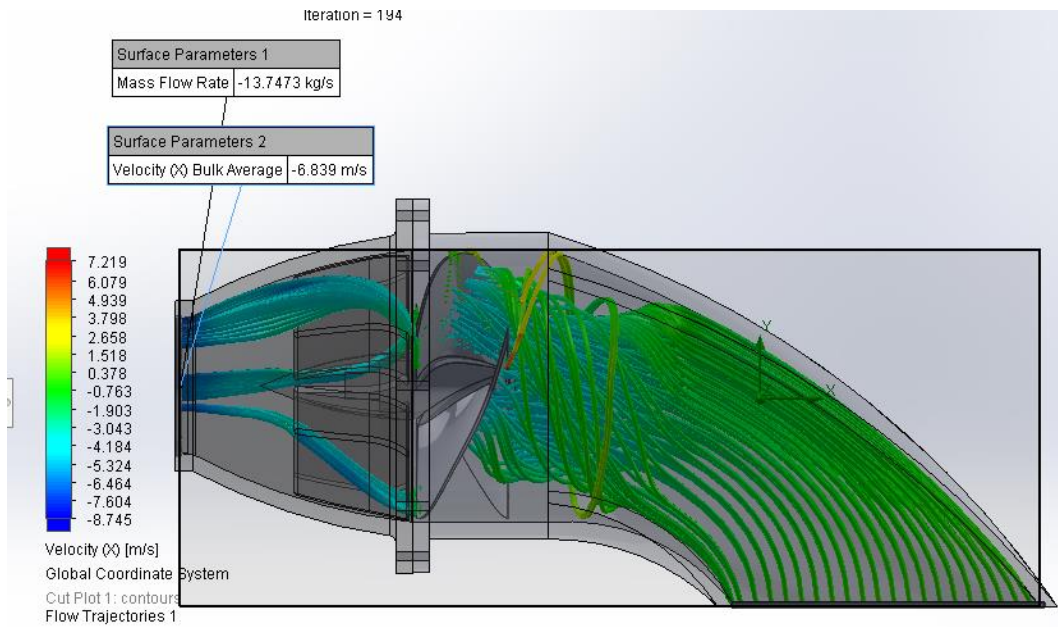 Iteration = 194
Surface Parameters 1
Mass Flow Rate -13.7473 kg/s
Surface Parameters 2
Velocity (X) Bulk Average -6.839 m/s
7.219
6.079
4.939
3.798
2.658
1.518
0.378
-0.763
-1.903
-3.043
-4.184
-5.324
-6.464
-7.604
-8.745
Y
X
Velocity (X) [m/s]
Global Coordinate System
Cut Plot 1: contours
Flow Trajectories 1